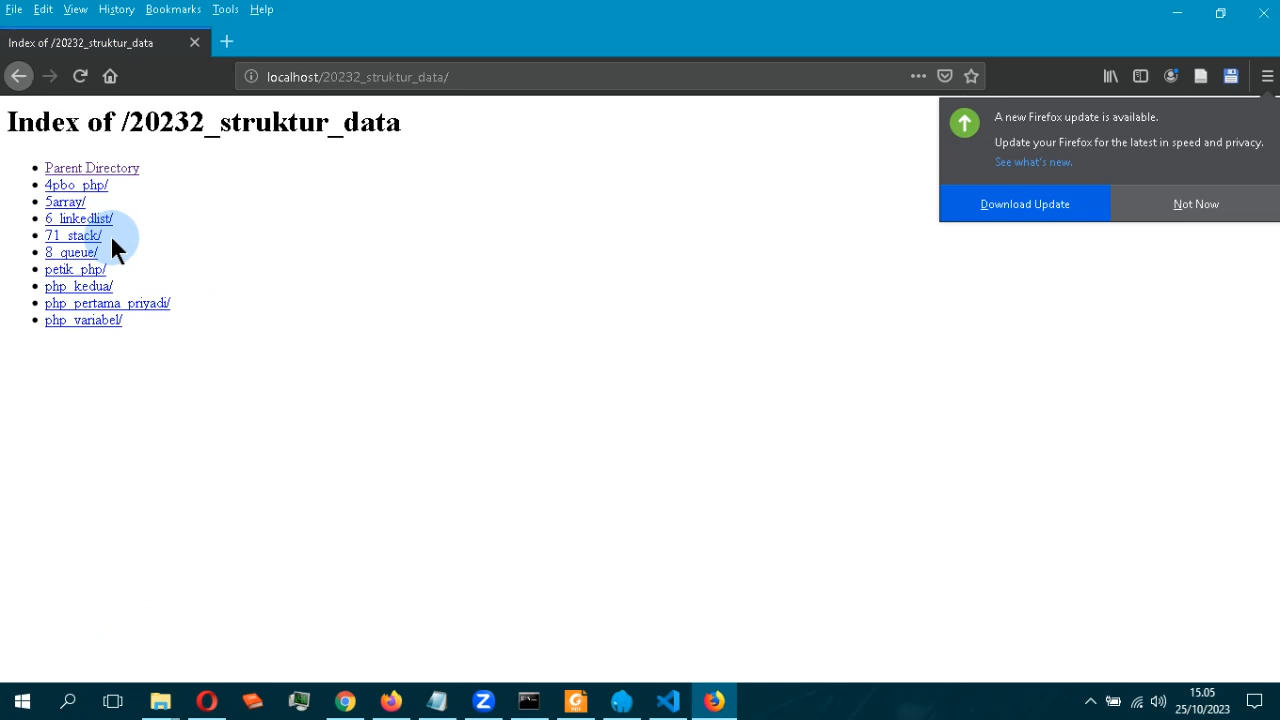 File Edit View History Bookmarks Tools Help
Index of /20232_struktur_data
localhost/20232_struktur_data/
Index of /20232_struktur_data
Parent Directory
4pbo_php/
5array/
6_linkedlist/
71_stack/
8_queue/
petik_php/
php_kedua/
php_pertama_priyadi/
php_variabel/
A new Firefox update is available.
Update your Firefox for the latest in speed and privacy.
See what's new.
Download Update Not Now
15.05
25/10/2023